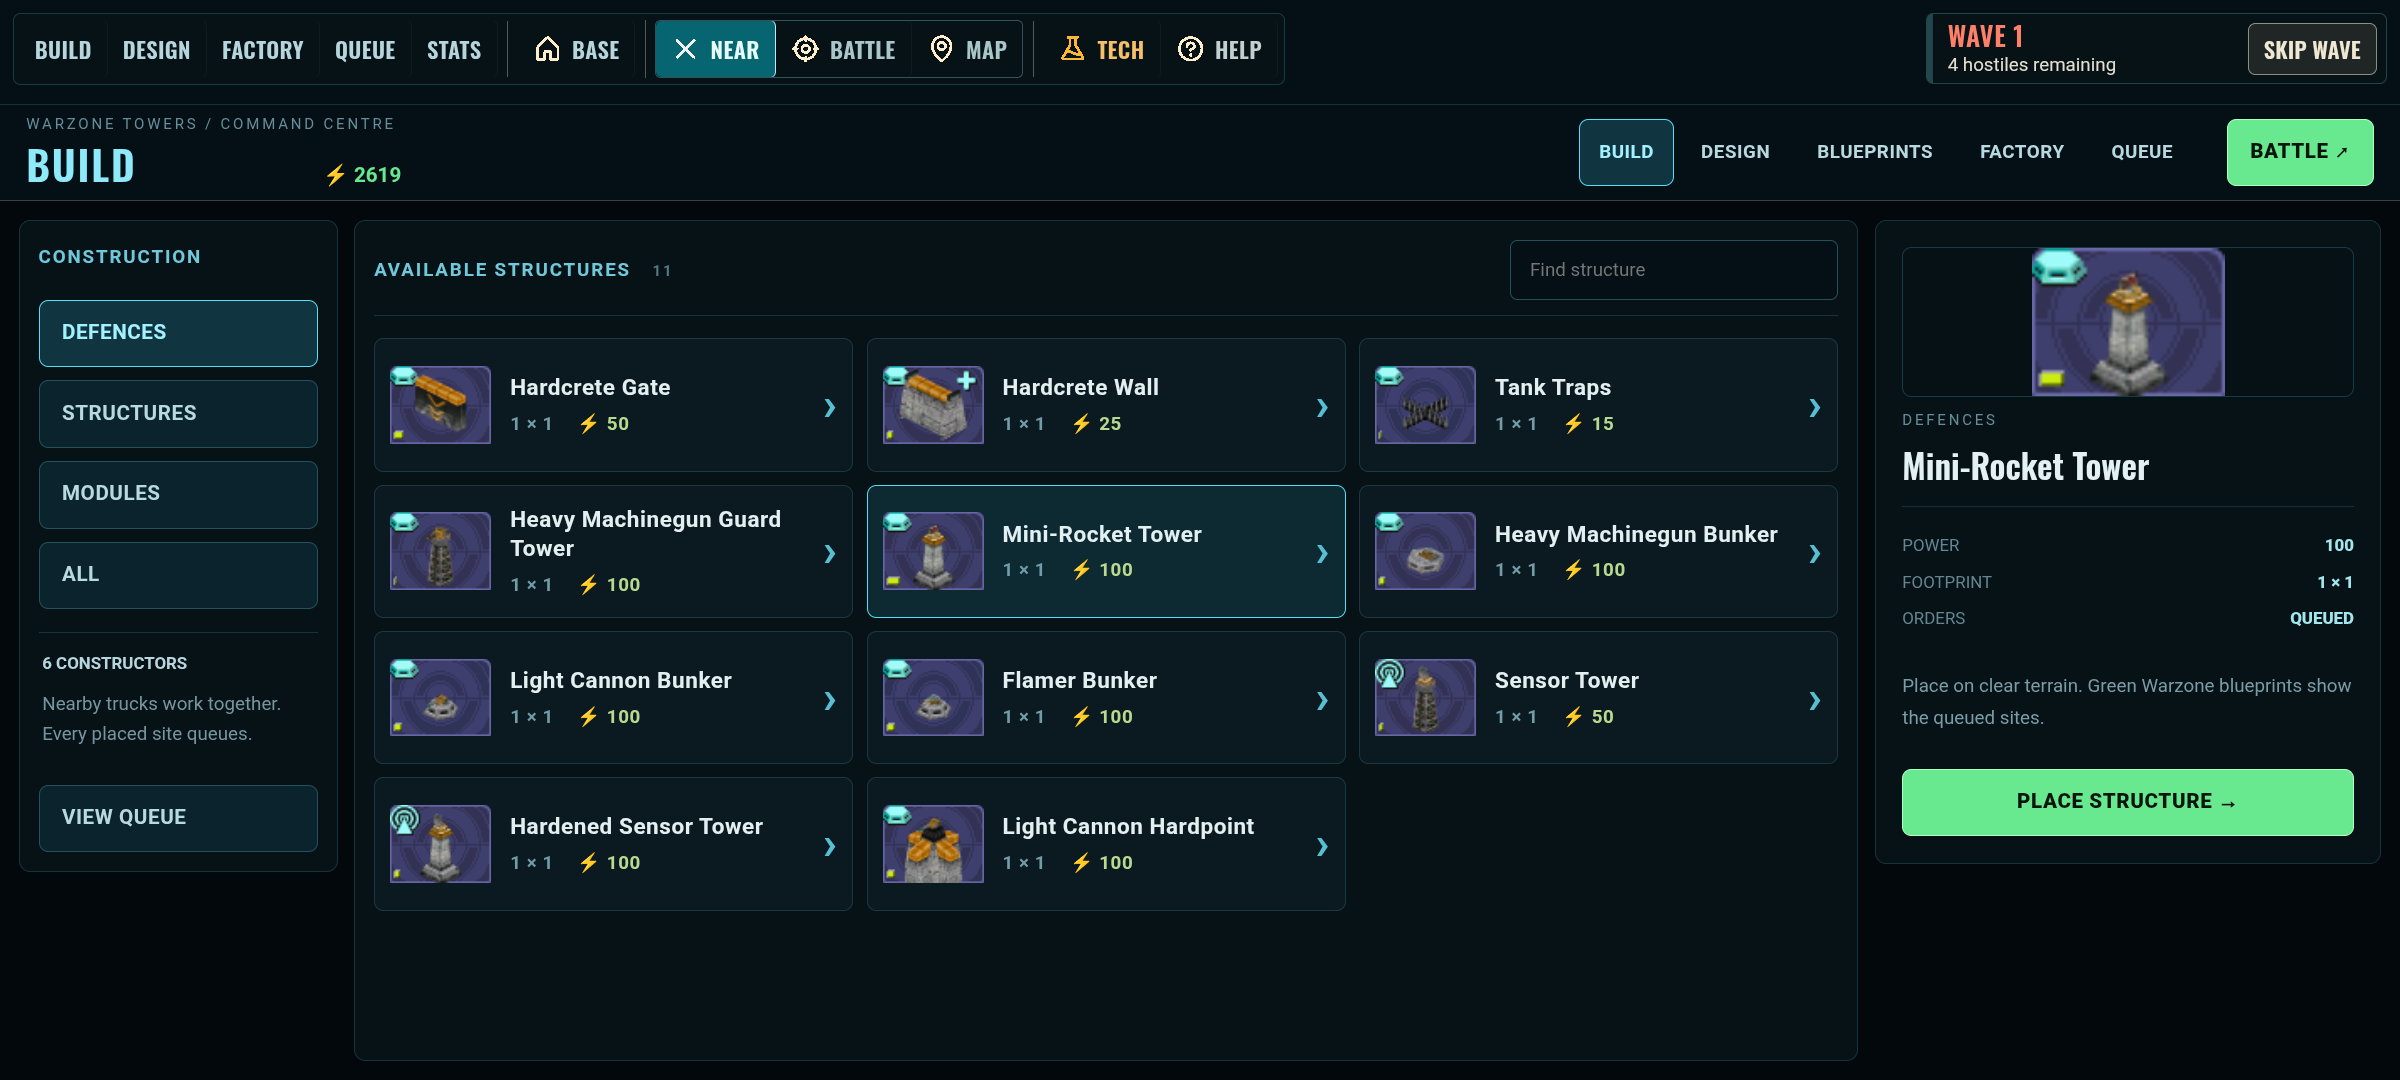 BUILD DESIGN FACTORY QUEUE STATS BASE NEAR BATTLE MAP TECH HELP
WAVE 1
4 hostiles remaining
SKIP WAVE
WARZONE TOWERS / COMMAND CENTRE
BUILD
⚡ 2619
BUILD DESIGN BLUEPRINTS FACTORY QUEUE BATTLE ↗
CONSTRUCTION
DEFENCES
STRUCTURES
MODULES
ALL
6 CONSTRUCTORS
Nearby trucks work together.
Every placed site queues.
VIEW QUEUE
AVAILABLE STRUCTURES 11
Find structure
Hardcrete Gate
1 × 1 ⚡ 50
Hardcrete Wall
1 × 1 ⚡ 25
Tank Traps
1 × 1 ⚡ 15
Heavy Machinegun Guard
Tower
1 × 1 ⚡ 100
Mini-Rocket Tower
1 × 1 ⚡ 100
Heavy Machinegun Bunker
1 × 1 ⚡ 100
Light Cannon Bunker
1 × 1 ⚡ 100
Flamer Bunker
1 × 1 ⚡ 100
Sensor Tower
1 × 1 ⚡ 50
Hardened Sensor Tower
1 × 1 ⚡ 100
Light Cannon Hardpoint
1 × 1 ⚡ 100
DEFENCES
Mini-Rocket Tower
POWER 100
FOOTPRINT 1 × 1
ORDERS QUEUED
Place on clear terrain. Green Warzone blueprints show
the queued sites.
PLACE STRUCTURE →